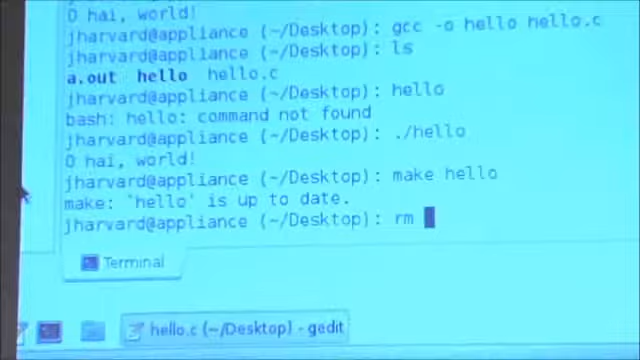 O hai, world!
jharvard@appliance (~/Desktop): gcc -o hello hello.c
jharvard@appliance (~/Desktop): ls
a.out hello hello.c
jharvard@appliance (~/Desktop): hello
bash: hello: command not found
jharvard@appliance (~/Desktop): ./hello
O hai, world!
jharvard@appliance (~/Desktop): make hello
make: 'hello' is up to date.
jharvard@appliance (~/Desktop): rm
Terminal
hello.c (~/Desktop) - gedit